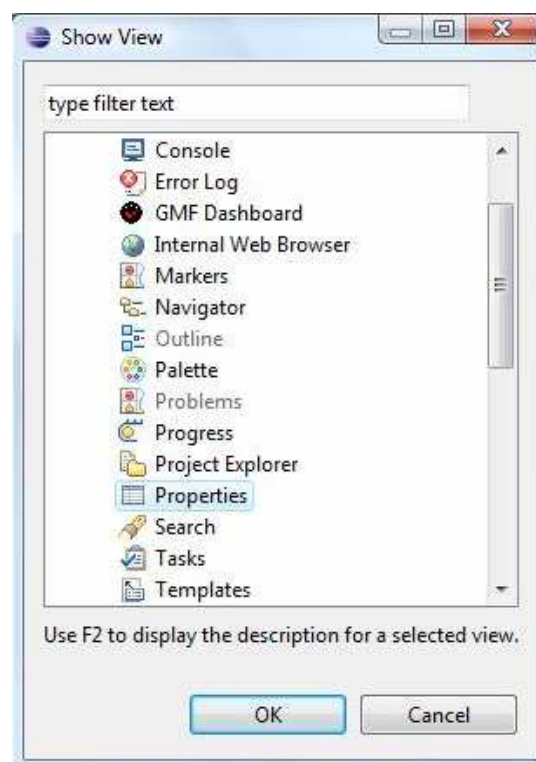 Show View
type filter text
Console
Error Log
GMF Dashboard
Internal Web Browser
Markers
Navigator
Outline
Palette
Problems
Progress
Project Explorer
Properties
Search
Tasks
Templates
Use F2 to display the description for a selected view.
OK
Cancel